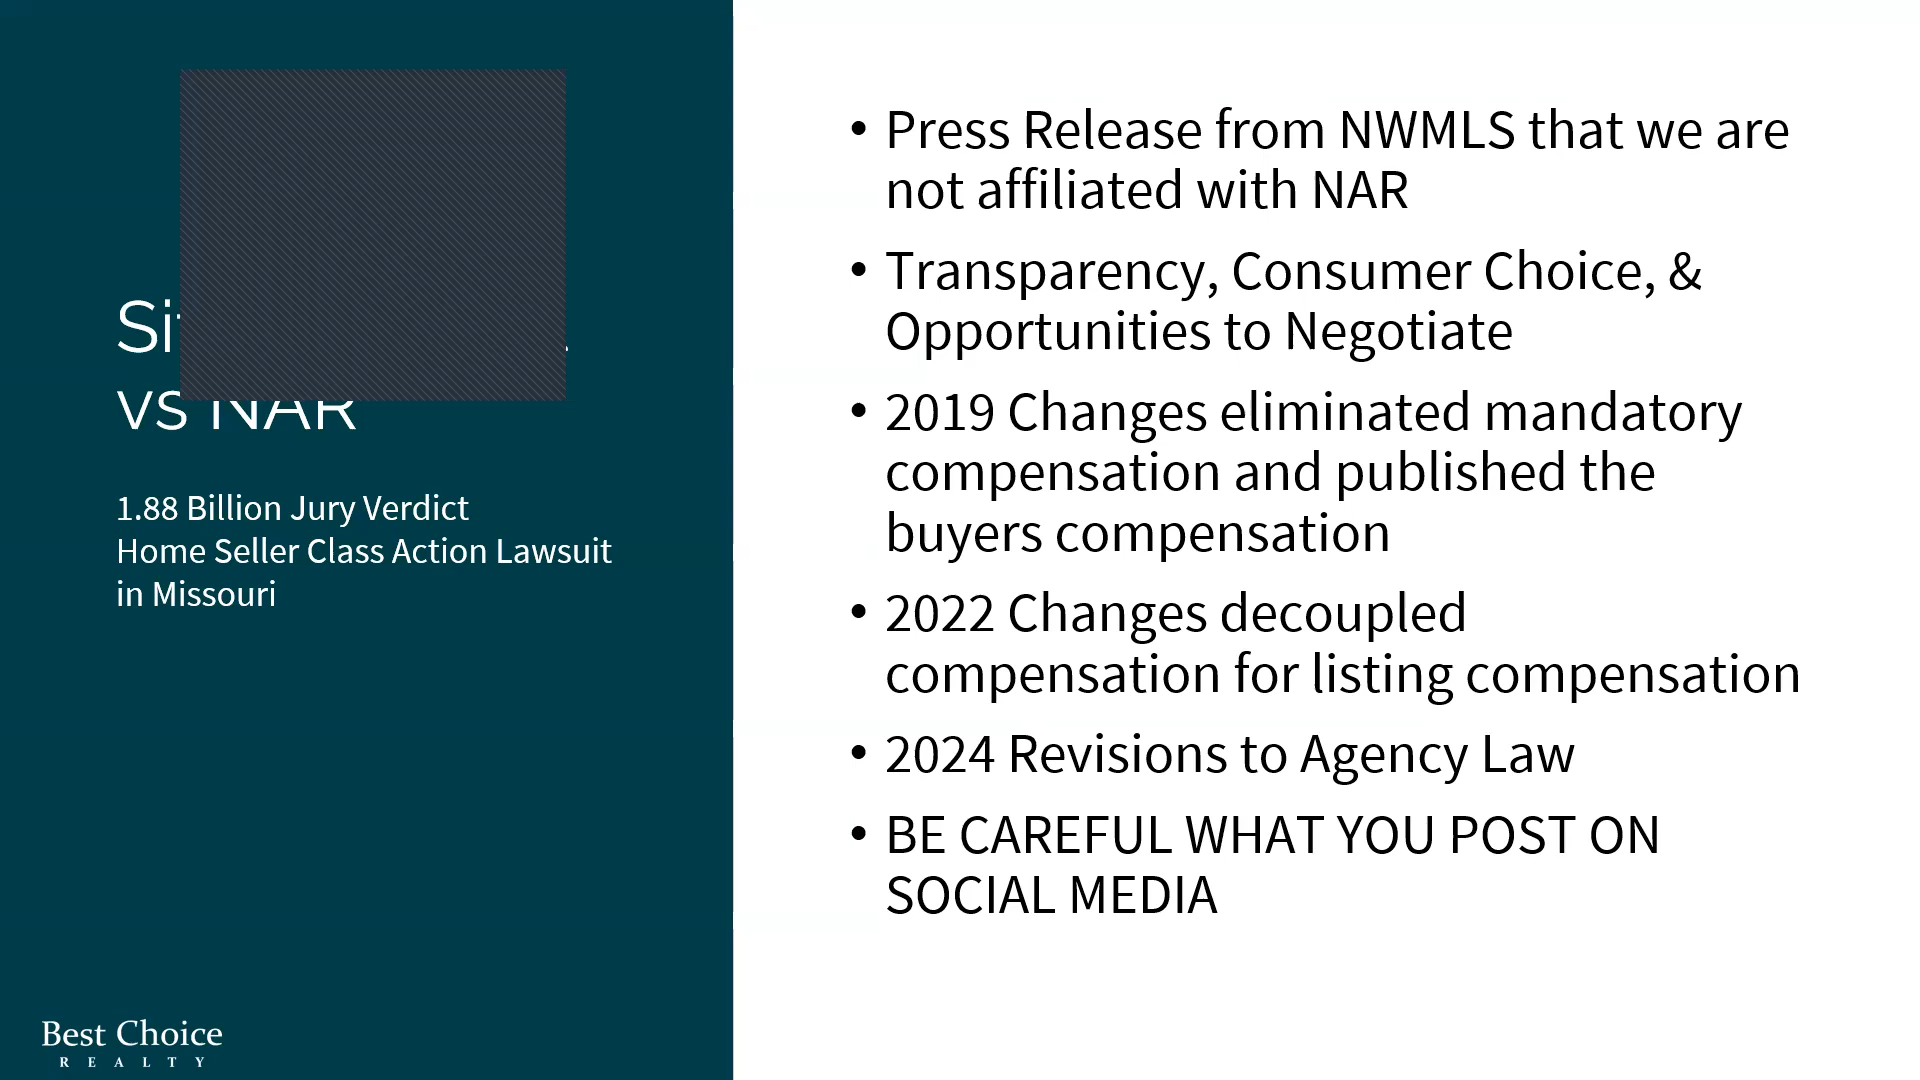 vs NAR
1.88 Billion Jury Verdict
Home Seller Class Action Lawsuit
in Missouri
• Press Release from NWMLS that we are
not affiliated with NAR
• Transparency, Consumer Choice, &
Opportunities to Negotiate
• 2019 Changes eliminated mandatory
compensation and published the
buyers compensation
• 2022 Changes decoupled
compensation for listing compensation
• 2024 Revisions to Agency Law
• BE CAREFUL WHAT YOU POST ON
SOCIAL MEDIA
Best Choice
REALTY